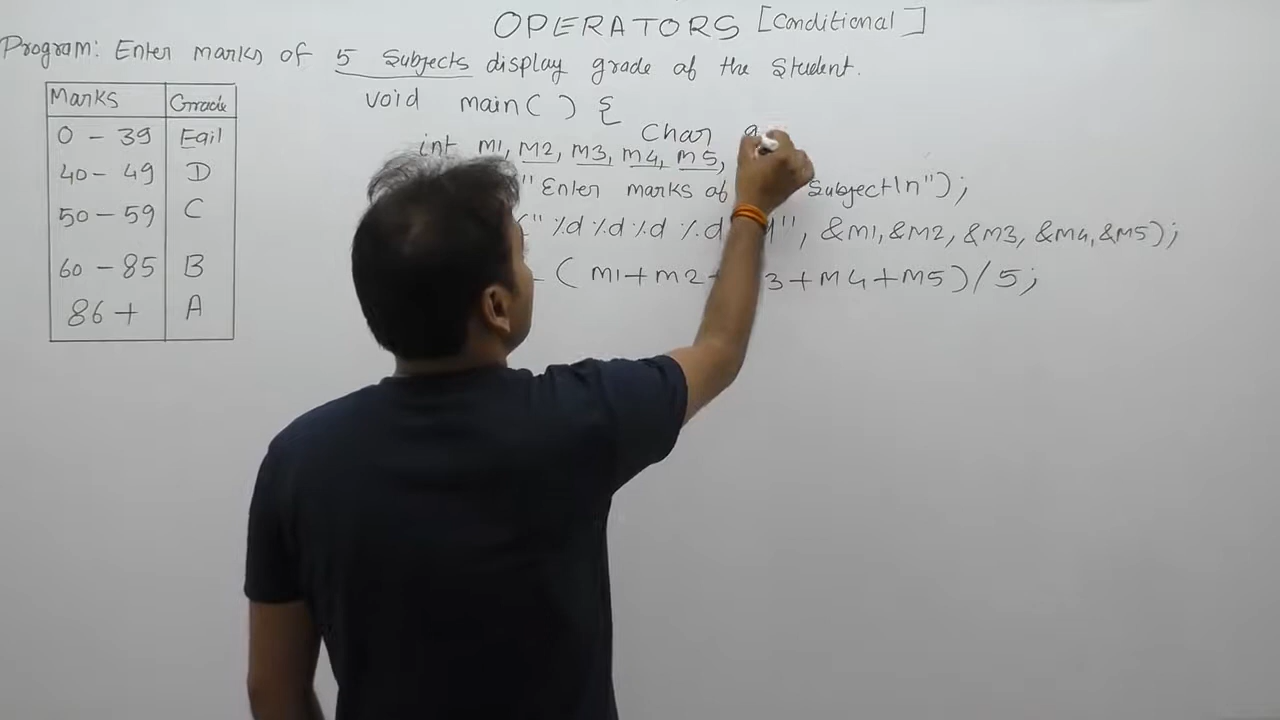 OPERATORS [Conditional]
Program: Enter marks of 5 Subjects display grade of the Student.
Marks Grade
0 - 39 Fail
40 - 49 D
50 - 59 C
60 - 85 B
86 + A
void main( ) {
char g
int m1, m2, m3, m4, m5,
"Enter marks of Subject\n");
(" %d %d %d %d ", &m1, &m2, &m3, &m4, &m5);
( m1 + m2 + 3 + m4 + m5 ) / 5;